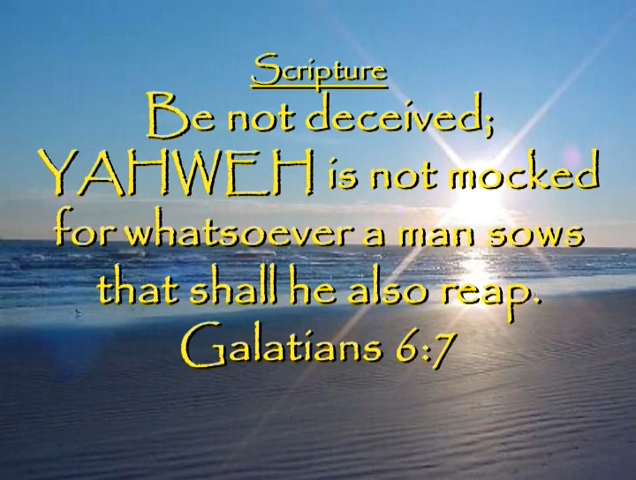 Scripture
Be not deceived;
YAHWEH is not mocked
for whatsoever a man sows
that shall he also reap.
Galatians 6:7